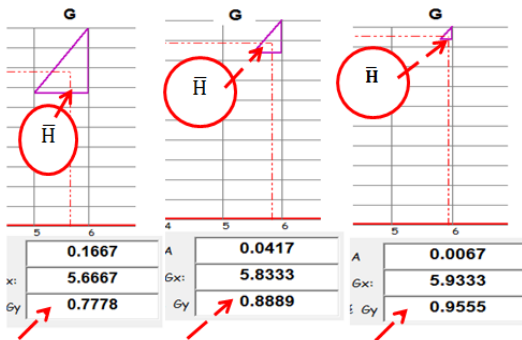 G
H̅
5 6
0.1667
x: 5.6667
Gy 0.7778
G
H̅
4 5 6
A 0.0417
Gx: 5.8333
Gy 0.8889
G
H̅
5 6
A 0.0067
Gx: 5.9333
Gy 0.9555